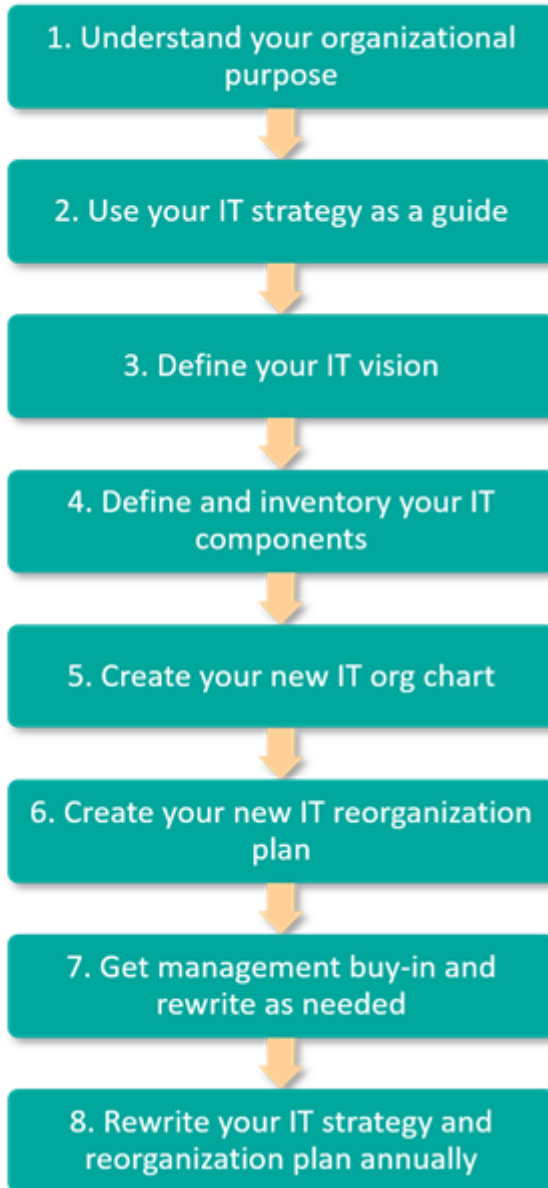 1. Understand your organizational
purpose
2. Use your IT strategy as a guide
3. Define your IT vision
4. Define and inventory your IT
components
5. Create your new IT org chart
6. Create your new IT reorganization
plan
7. Get management buy-in and
rewrite as needed
8. Rewrite your IT strategy and
reorganization plan annually